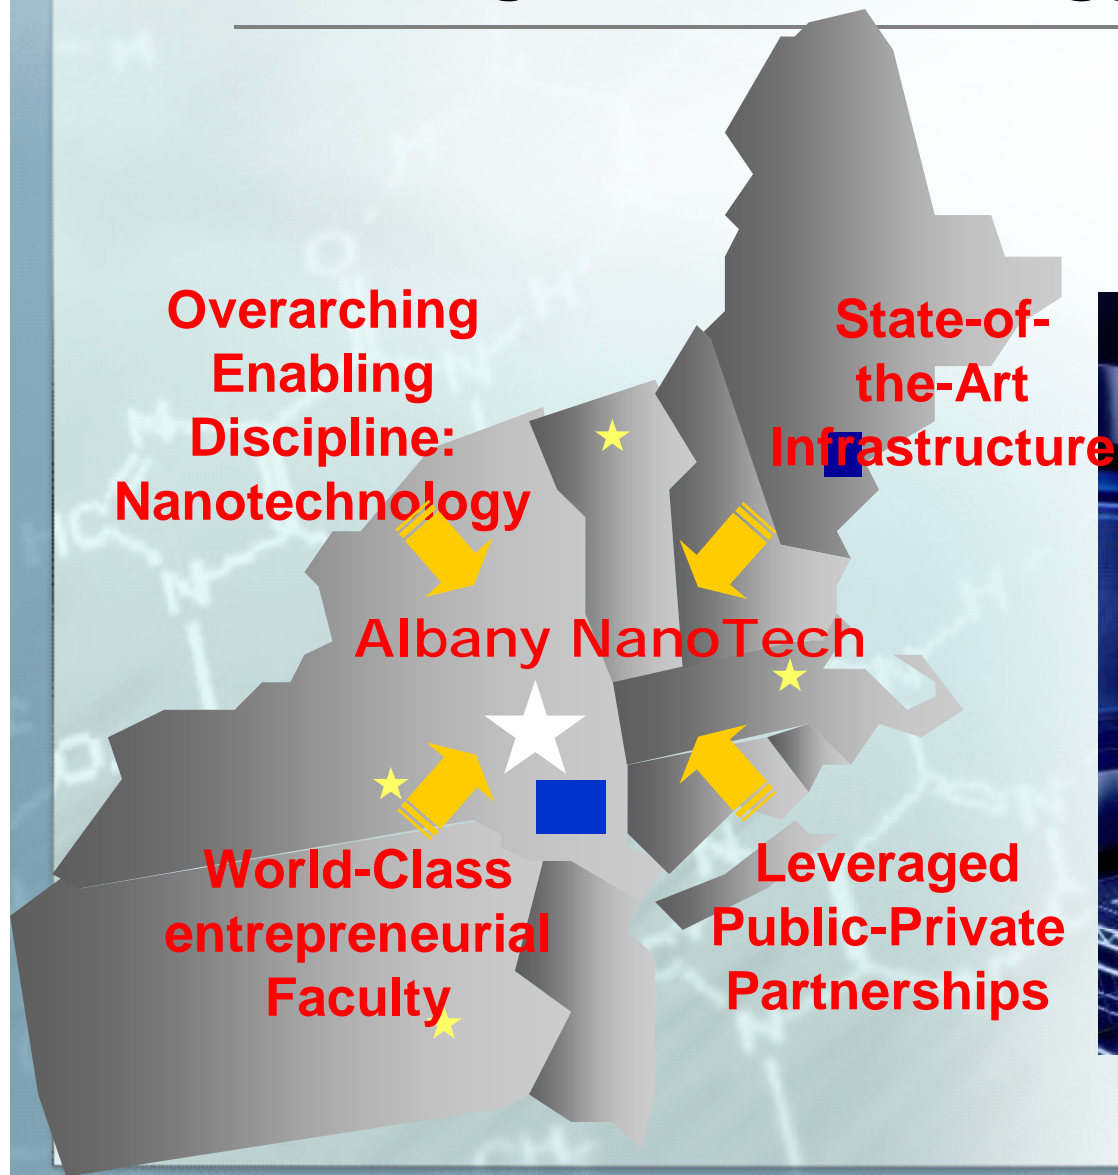 Overarching
Enabling
Discipline:
Nanotechnology
State-of-
the-Art
Infrastructure
Albany NanoTech
World-Class
entrepreneurial
Faculty
Leveraged
Public-Private
Partnerships